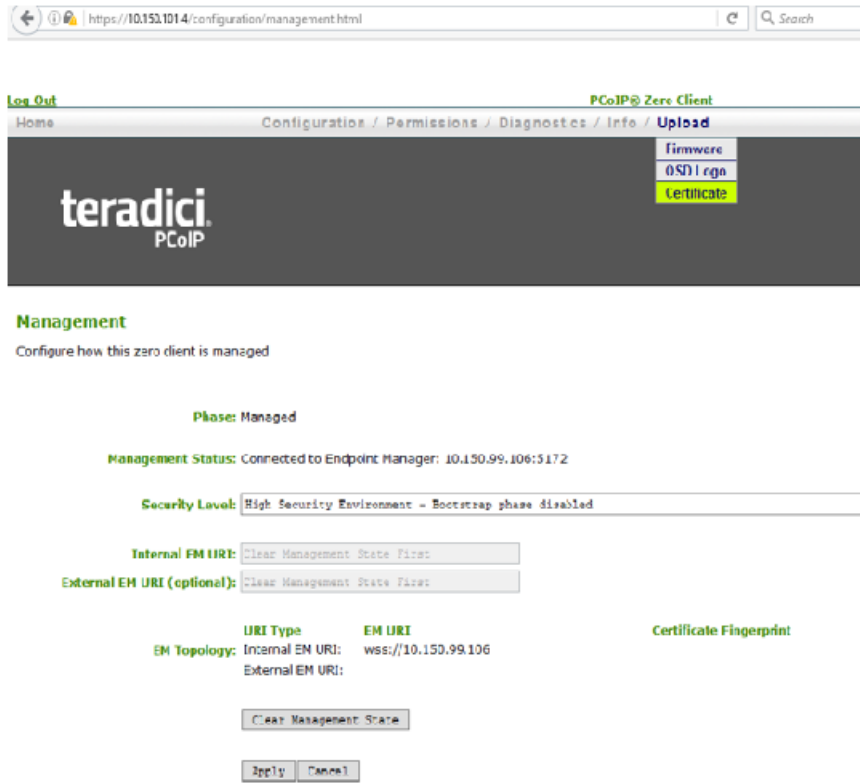 https://10.150.101.4/configuration/management.html
Search
Log Out
PCoIP® Zero Client
Home
Configuration / Permissions / Diagnostics / Info / Upload
Firmware
OSD Logo
Certificate
teradici.
PCoIP
Management
Configure how this zero client is managed
Phase: Managed
Management Status: Connected to Endpoint Manager: 10.150.99.106:5172
Security Level: High Security Environment - Bootstrap phase disabled
Internal EM URI: Clear Management State First
External EM URI (optional): Clear Management State First
URI Type EM URI Certificate Fingerprint
EM Topology: Internal EM URI: wss://10.150.99.106
External EM URI:
Clear Management State
Apply Cancel